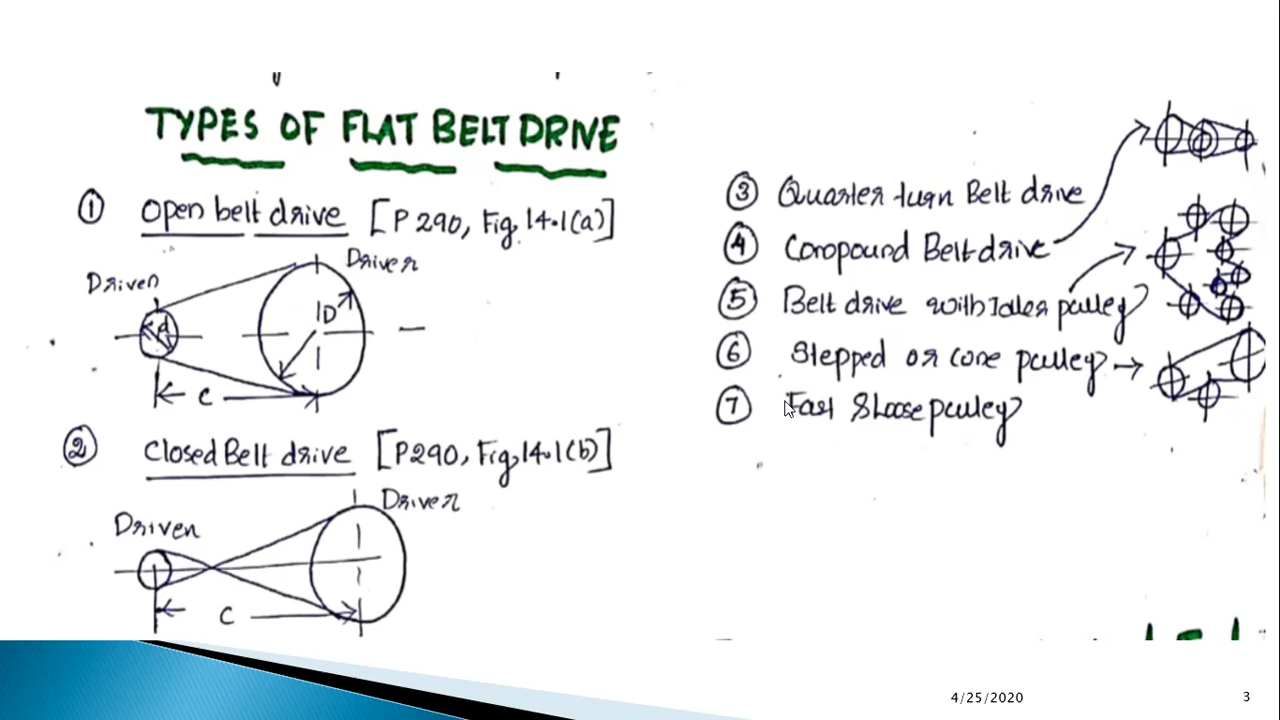 TYPES OF FLAT BELT DRIVE
① Open belt drive [P 290, Fig. 14.1(a)]
Driven
Driver
d
D
C
② Closed Belt drive [P290, Fig.14.1(b)]
Driven
Driver
C
③ Quarter turn Belt drive
④ Compound Belt drive
⑤ Belt drive with Idler pulley
⑥ Stepped or cone pulley
⑦ Fast & Loose pulley
4/25/2020
3